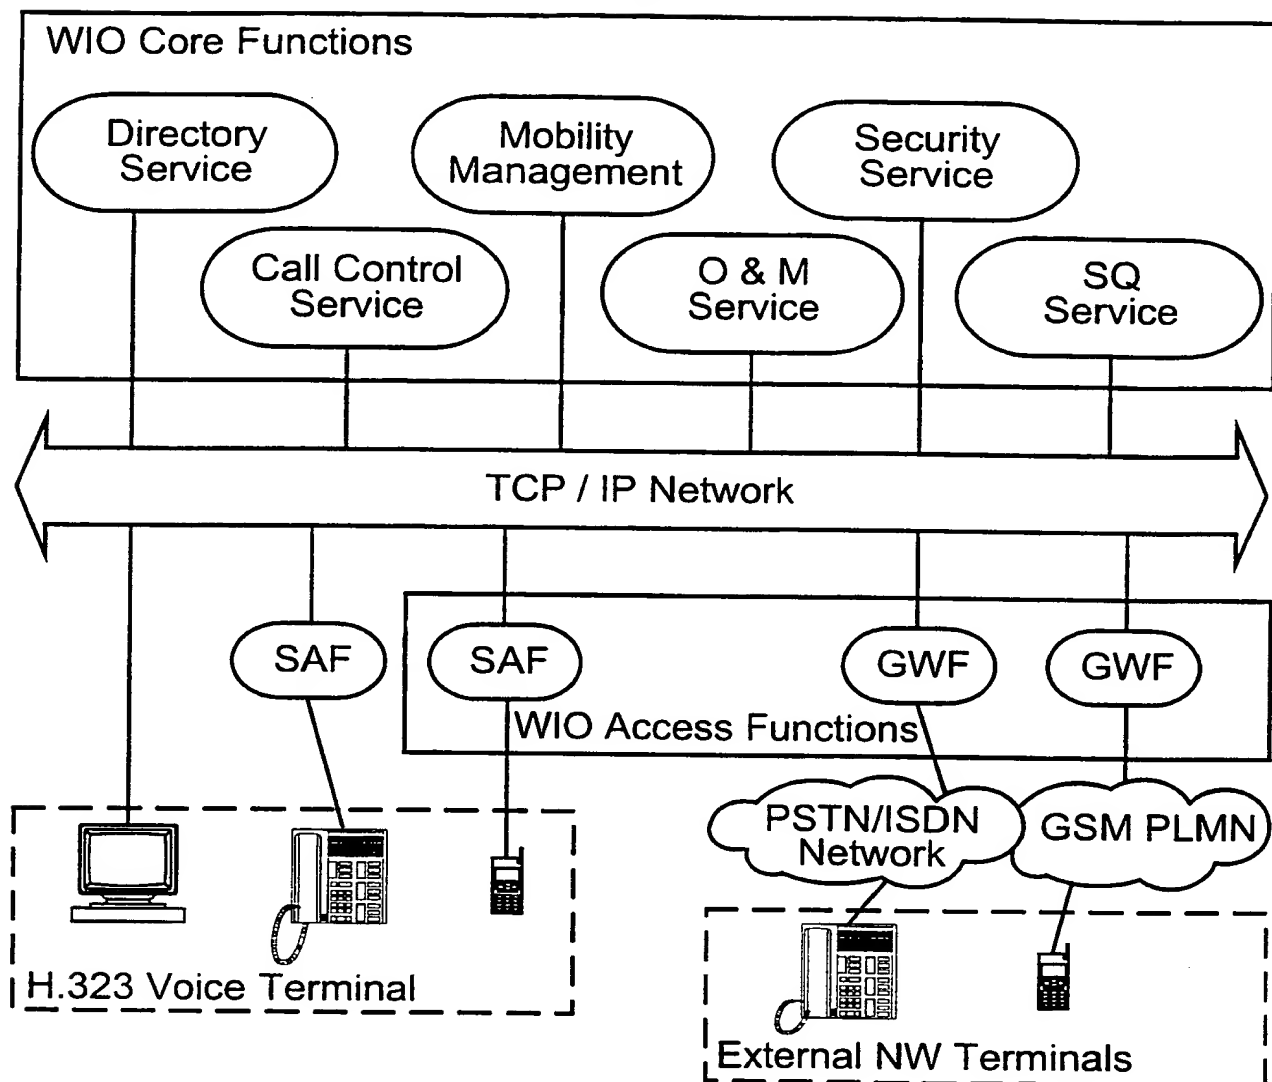 WIO Core Functions
Directory
Service
Mobility
Management
Security
Service
Call Control
Service
O & M
Service
SQ
Service
TCP / IP Network
SAF
SAF
GWF
GWF
WIO Access Functions
PSTN/ISDN
Network
GSM PLMN
H.323 Voice Terminal
External NW Terminals